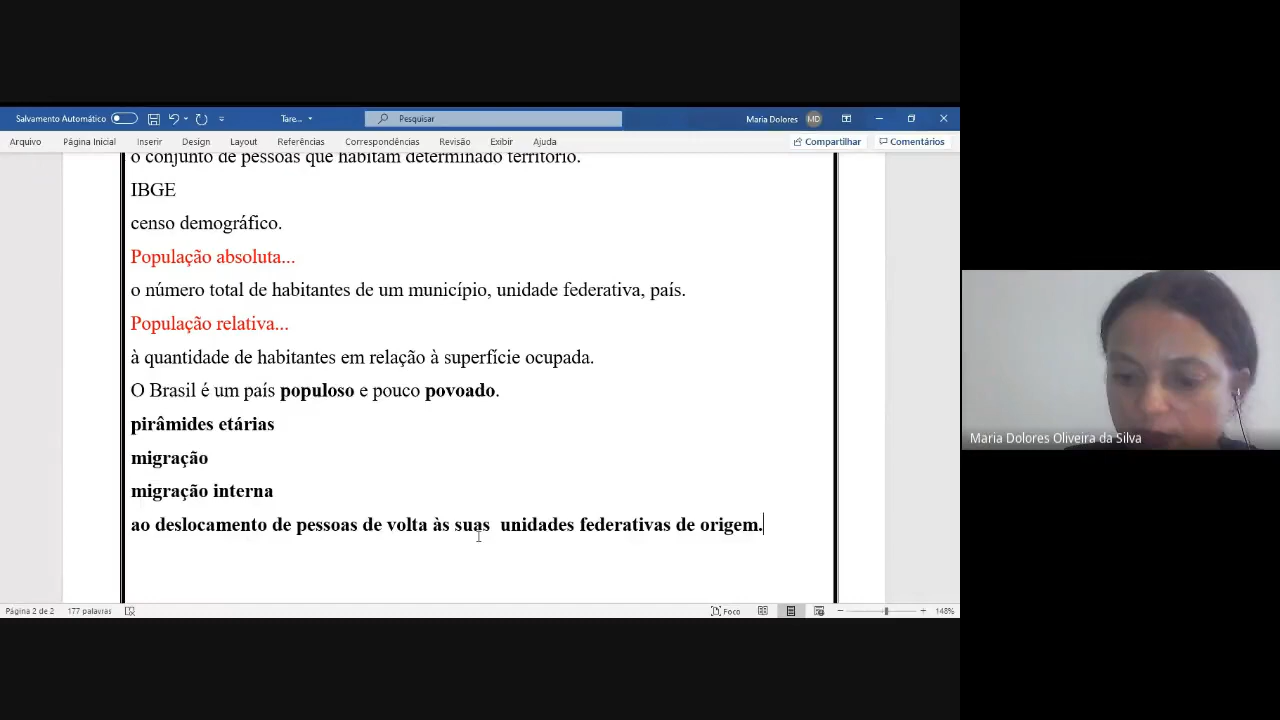 Salvamento Automático Tare... Pesquisar Maria Dolores MD
Arquivo Página Inicial Inserir Design Layout Referências Correspondências Revisão Exibir Ajuda Compartilhar Comentários
o conjunto de pessoas que habitam determinado território.
IBGE
censo demográfico.
População absoluta...
o número total de habitantes de um município, unidade federativa, país.
População relativa...
à quantidade de habitantes em relação à superfície ocupada.
O Brasil é um país populoso e pouco povoado.
pirâmides etárias
migração
migração interna
ao deslocamento de pessoas de volta às suas  unidades federativas de origem.
Maria Dolores Oliveira da Silva
Página 2 de 2 177 palavras Foco 148%